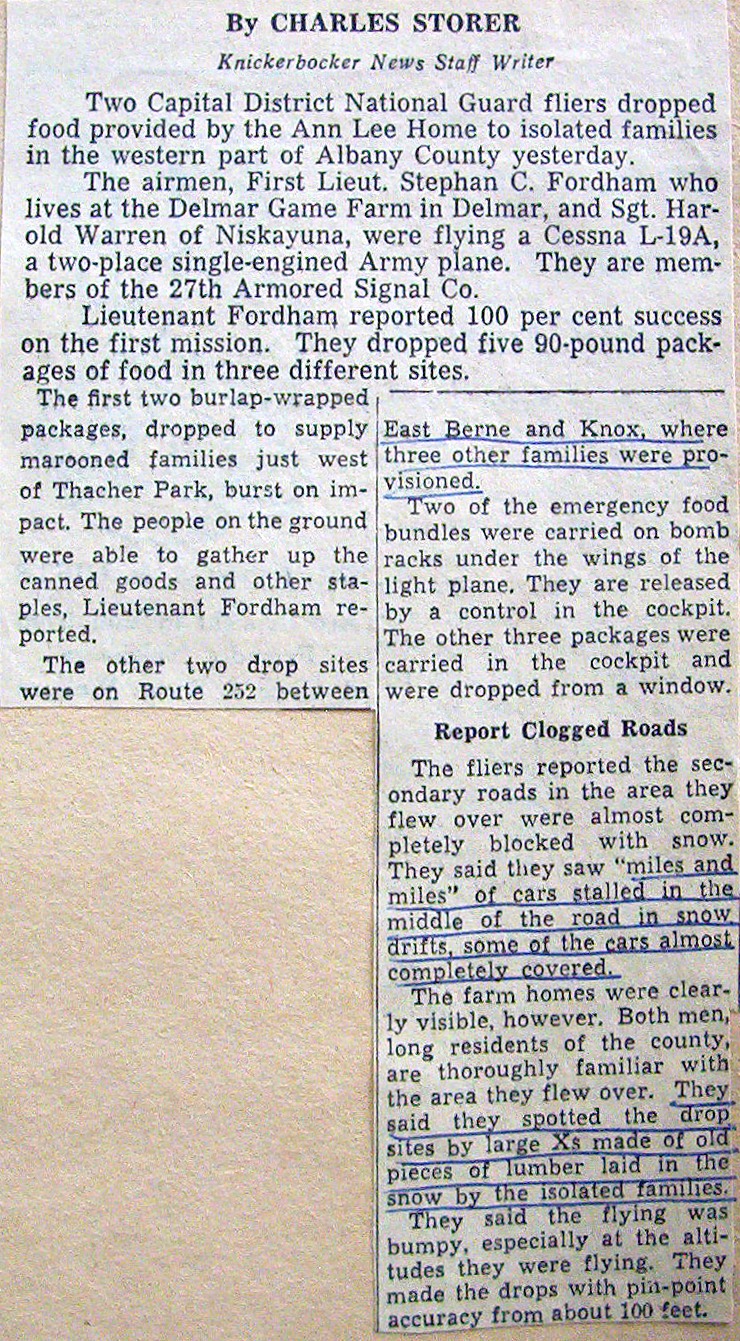 By CHARLES STORER
Knickerbocker News Staff Writer
Two Capital District National Guard fliers dropped
food provided by the Ann Lee Home to isolated families
in the western part of Albany County yesterday.
The airmen, First Lieut. Stephan C. Fordham who
lives at the Delmar Game Farm in Delmar, and Sgt. Har-
old Warren of Niskayuna, were flying a Cessna L-19A,
a two-place single-engined Army plane. They are mem-
bers of the 27th Armored Signal Co.
Lieutenant Fordham reported 100 per cent success
on the first mission. They dropped five 90-pound pack-
ages of food in three different sites.
The first two burlap-wrapped
packages, dropped to supply
marooned families just west
of Thacher Park, burst on im-
pact. The people on the ground
were able to gather up the
canned goods and other sta-
ples, Lieutenant Fordham re-
ported.
The other two drop sites
were on Route 252 between
East Berne and Knox, where
three other families were pro-
visioned.
Two of the emergency food
bundles were carried on bomb
racks under the wings of the
light plane. They are released
by a control in the cockpit.
The other three packages were
carried in the cockpit and
were dropped from a window.
Report Clogged Roads
The fliers reported the sec-
ondary roads in the area they
flew over were almost com-
pletely blocked with snow.
They said they saw "miles and
miles" of cars stalled in the
middle of the road in snow
drifts, some of the cars almost
completely covered.
The farm homes were clear-
ly visible, however. Both men,
long residents of the county,
are thoroughly familiar with
the area they flew over. They
said they spotted the drop
sites by large Xs made of old
pieces of lumber laid in the
snow by the isolated families.
They said the flying was
bumpy, especially at the alti-
tudes they were flying. They
made the drops with pin-point
accuracy from about 100 feet.